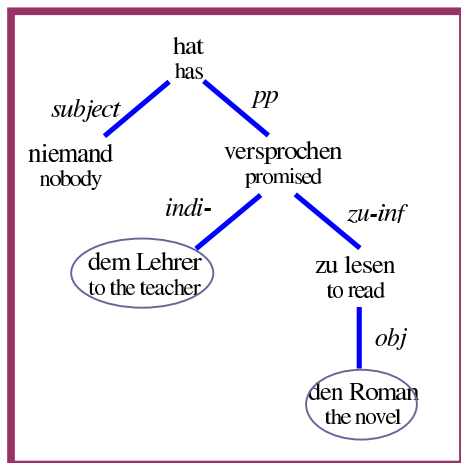 hat
has
subject
pp
niemand
nobody
versprochen
promised
indi-
zu-inf
dem Lehrer
to the teacher
zu lesen
to read
obj
den Roman
the novel